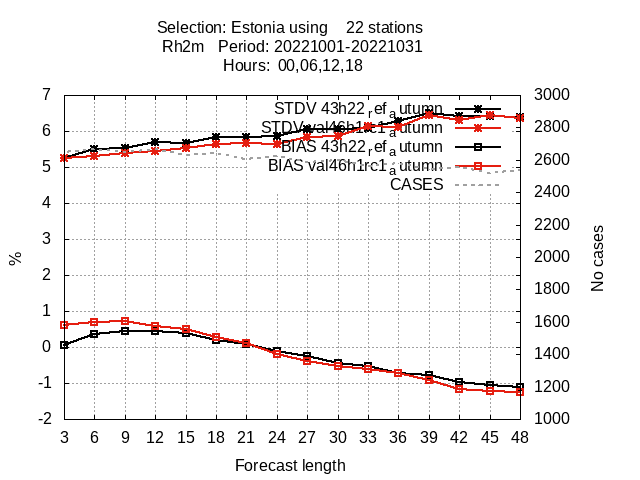 Selection: Estonia using 22 stations
Rh2m Period: 20221001-20221031
Hours: 00,06,12,18
7 3000
6 2800
5 2600
4 2400
3 2200
2 2000
1 1800
0 1600
-1 1400
-2 1200
1000
STDV 43h22_ref_autumn
STDV val46h1rc1_autumn
BIAS 43h22_ref_autumn
BIAS val46h1rc1_autumn
CASES
%
No cases
3 6 9 12 15 18 21 24 27 30 33 36 39 42 45 48
Forecast length